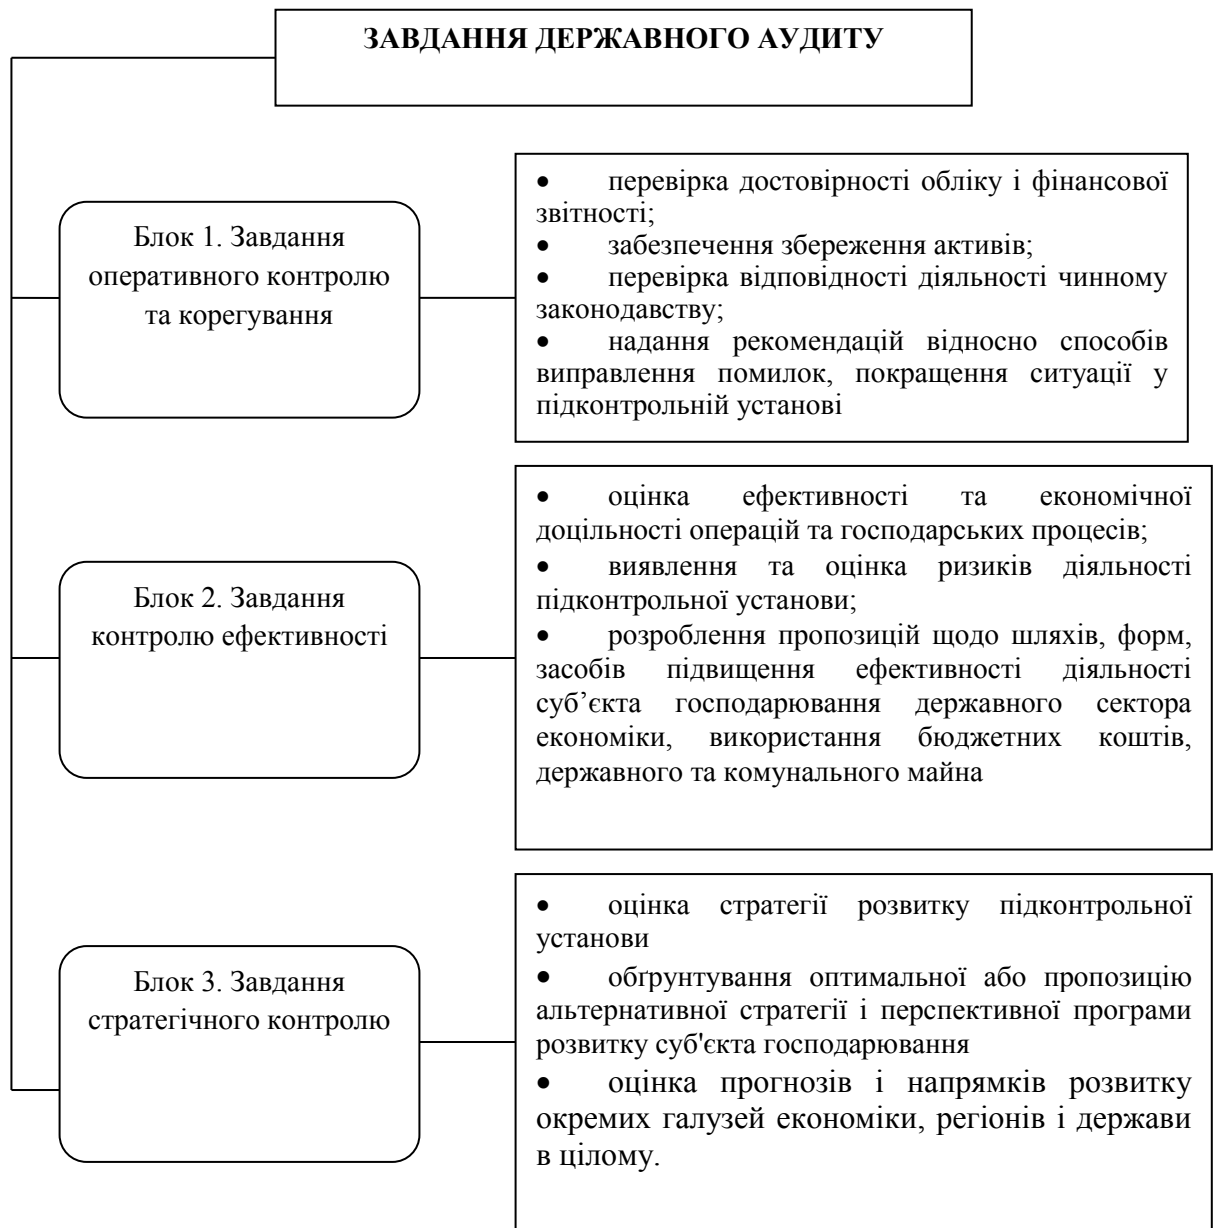 ЗАВДАННЯ ДЕРЖАВНОГО АУДИТУ
Блок 1. Завдання
оперативного контролю
та корегування
• перевірка достовірності обліку і фінансової
звітності;
• забезпечення збереження активів;
• перевірка відповідності діяльності чинному
законодавству;
• надання рекомендацій відносно способів
виправлення помилок, покращення ситуації у
підконтрольній установі
Блок 2. Завдання
контролю ефективності
• оцінка ефективності та економічної
доцільності операцій та господарських процесів;
• виявлення та оцінка ризиків діяльності
підконтрольної установи;
• розроблення пропозицій щодо шляхів, форм,
засобів підвищення ефективності діяльності
суб’єкта господарювання державного сектора
економіки, використання бюджетних коштів,
державного та комунального майна
Блок 3. Завдання
стратегічного контролю
• оцінка стратегії розвитку підконтрольної
установи
• обґрунтування оптимальної або пропозицію
альтернативної стратегії і перспективної програми
розвитку суб'єкта господарювання
• оцінка прогнозів і напрямків розвитку
окремих галузей економіки, регіонів і держави
в цілому.